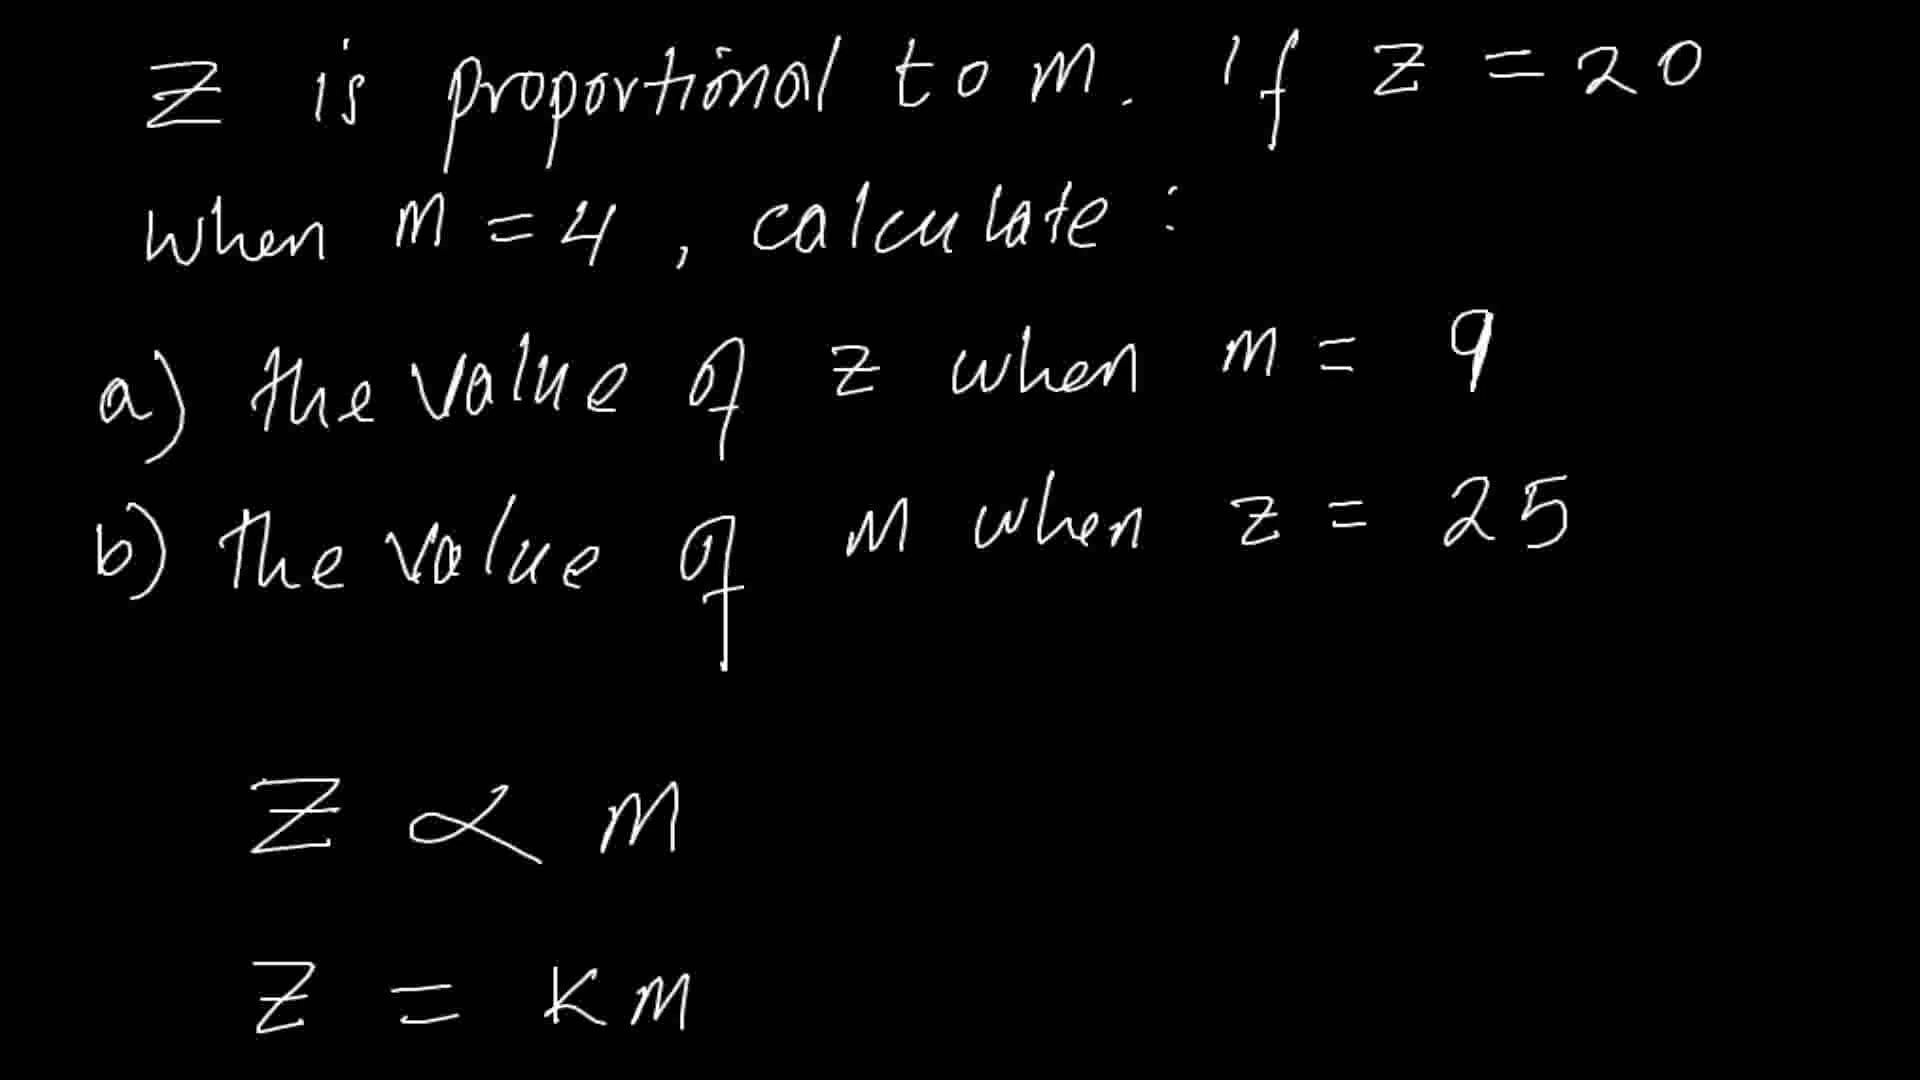 Z is proportional to m. If z = 20
when m = 4, calculate:
a) the value of z when m = 9
b) the value of m when z = 25
Z ∝ m
Z = km